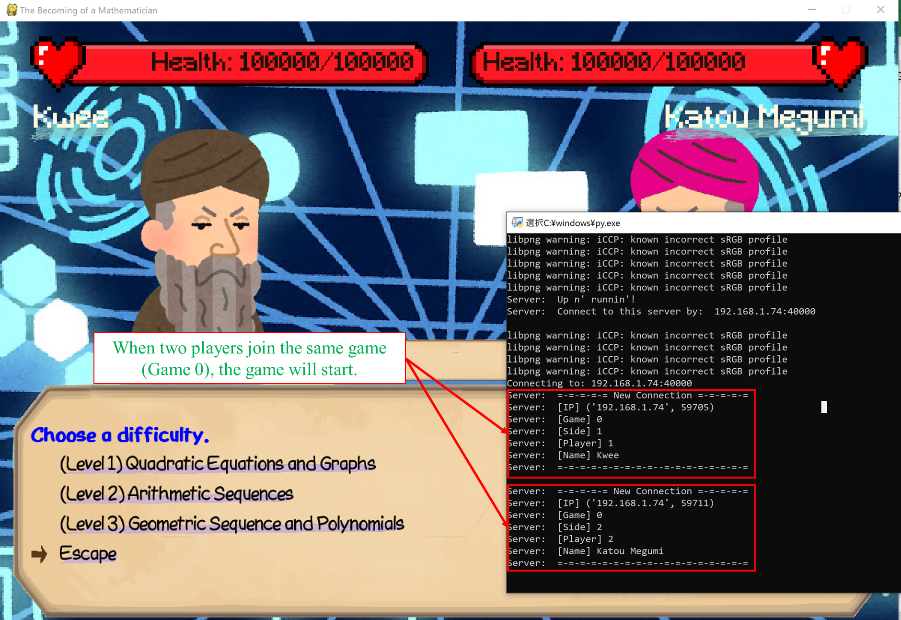 The Becoming of a Mathematician
Health: 100000/100000
Health: 100000/100000
Kwee
Katou Megumi
選択C:¥windows¥py.exe
libpng warning: iCCP: known incorrect sRGB profile
libpng warning: iCCP: known incorrect sRGB profile
libpng warning: iCCP: known incorrect sRGB profile
libpng warning: iCCP: known incorrect sRGB profile
libpng warning: iCCP: known incorrect sRGB profile
Server:  Up n' runnin'!
Server:  Connect to this server by:  192.168.1.74:40000
libpng warning: iCCP: known incorrect sRGB profile
libpng warning: iCCP: known incorrect sRGB profile
libpng warning: iCCP: known incorrect sRGB profile
libpng warning: iCCP: known incorrect sRGB profile
Connecting to: 192.168.1.74:40000
Server:  =-=-=-=-= New Connection =-=-=-=-=
Server:  [IP] ('192.168.1.74', 59705)
Server:  [Game] 0
Server:  [Side] 1
Server:  [Player] 1
Server:  [Name] Kwee
Server:  =-=-=-=-=-=-=-=-=-=-=-=-=-=-=-=-=
Server:  =-=-=-=-= New Connection =-=-=-=-=
Server:  [IP] ('192.168.1.74', 59711)
Server:  [Game] 0
Server:  [Side] 2
Server:  [Player] 2
Server:  [Name] Katou Megumi
Server:  =-=-=-=-=-=-=-=-=-=-=-=-=-=-=-=-=
When two players join the same game
(Game 0), the game will start.
Choose a difficulty.
(Level 1) Quadratic Equations and Graphs
(Level 2) Arithmetic Sequences
(Level 3) Geometric Sequence and Polynomials
Escape